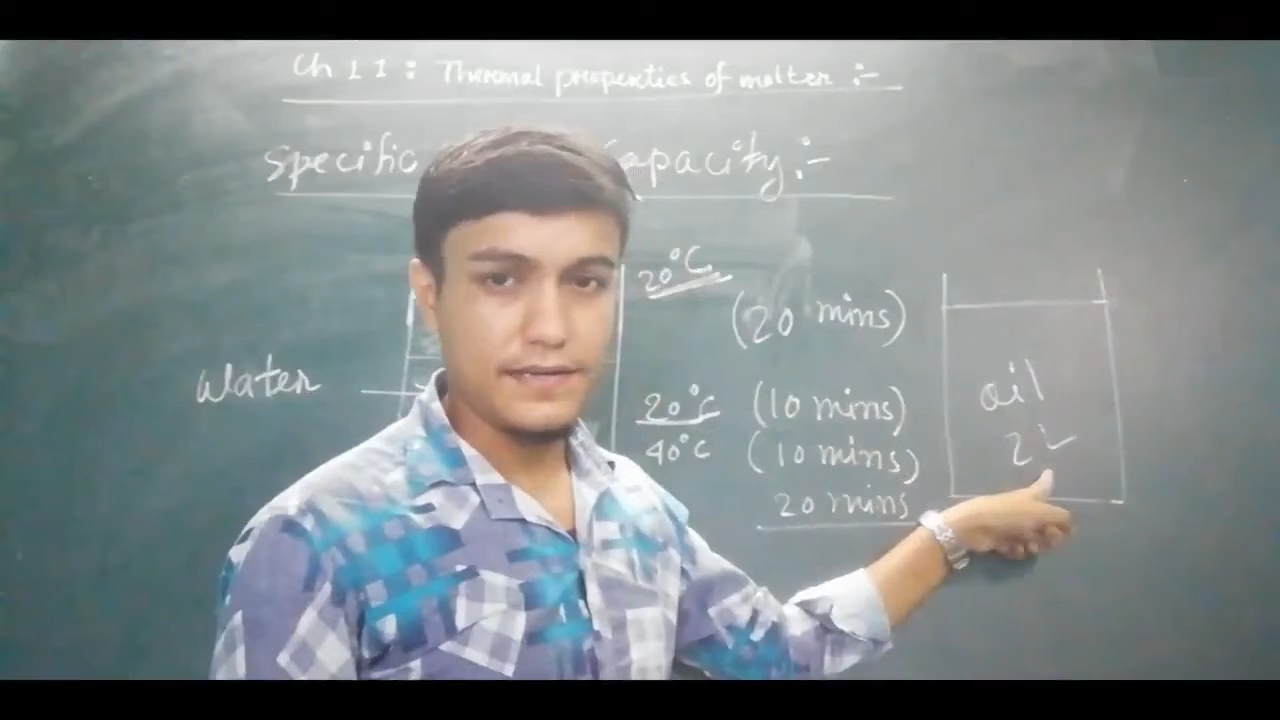 Ch 11 : Thermal properties of matter :-
Specific Capacity :-
20°C
(20 mins)
Water
20°C (10 mins)
40°C (10 mins)
20 mins
oil
2L